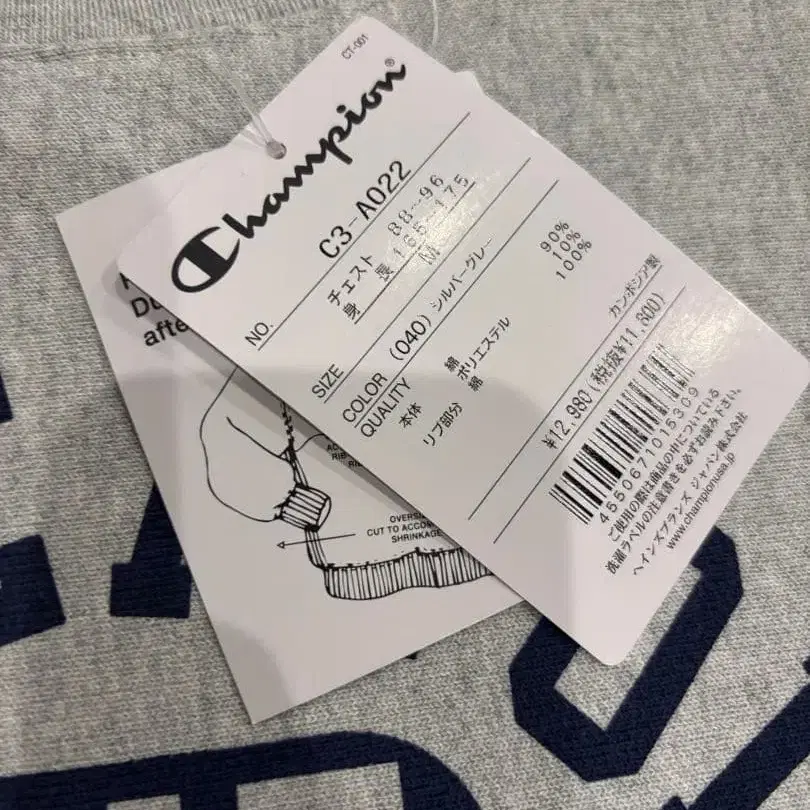 CT-001
Champion®
NO. C3-A022
チェスト 88-96
身 長 165-175
SIZE M
COLOR (040) シルバーグレー
QUALITY
本体 綿 90%
ポリエステル 10%
リブ部分 綿 100%
カンボジア製
¥12,980(税抜¥11,800)
4550671015309
ご使用の際は商品の中についている
洗濯ラベルの注意書きを必ずお読み下さい。
ヘインズブランズ ジャパン株式会社
www.championusa.jp
afte
RIB
OVERSI
CUT TO ACCOM
SHRINKAGE